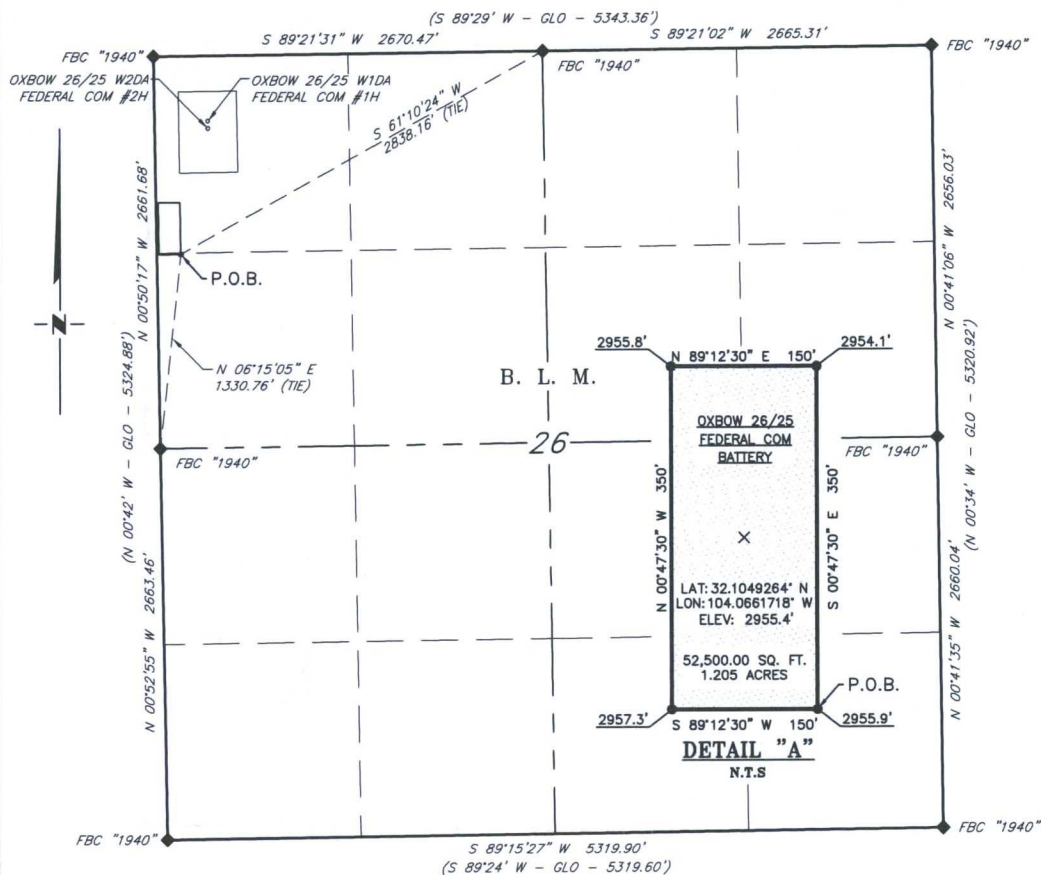 (S 89°29' W - GLO - 5343.36')
S 89°21'31" W 2670.47'
S 89°21'02" W 2665.31'
FBC "1940"
FBC "1940"
FBC "1940"
OXBOW 26/25 W2DA
FEDERAL COM #2H
OXBOW 26/25 W1DA
FEDERAL COM #1H
S 61°10'24" W
2838.16' (TIE)
N 00°50'17" W 2661.68'
N 00°41'06" W 2656.03'
P.O.B.
N
N 06°15'05" E
1330.76' (TIE)
(N 00°42' W - GLO - 5324.88')
(N 00°34' W - GLO - 5320.92')
B. L. M.
26
FBC "1940"
FBC "1940"
2955.8'
N 89°12'30" E 150'
2954.1'
OXBOW 26/25
FEDERAL COM
BATTERY
N 00°47'30" W 350'
S 00°47'30" E 350'
LAT: 32.1049264° N
LON: 104.0661718° W
ELEV: 2955.4'
52,500.00 SQ. FT.
1.205 ACRES
P.O.B.
2957.3'
S 89°12'30" W 150'
2955.9'
DETAIL "A"
N.T.S
N 00°52'55" W 2663.46'
N 00°41'35" W 2660.04'
FBC "1940"
FBC "1940"
S 89°15'27" W 5319.90'
(S 89°24' W - GLO - 5319.60')